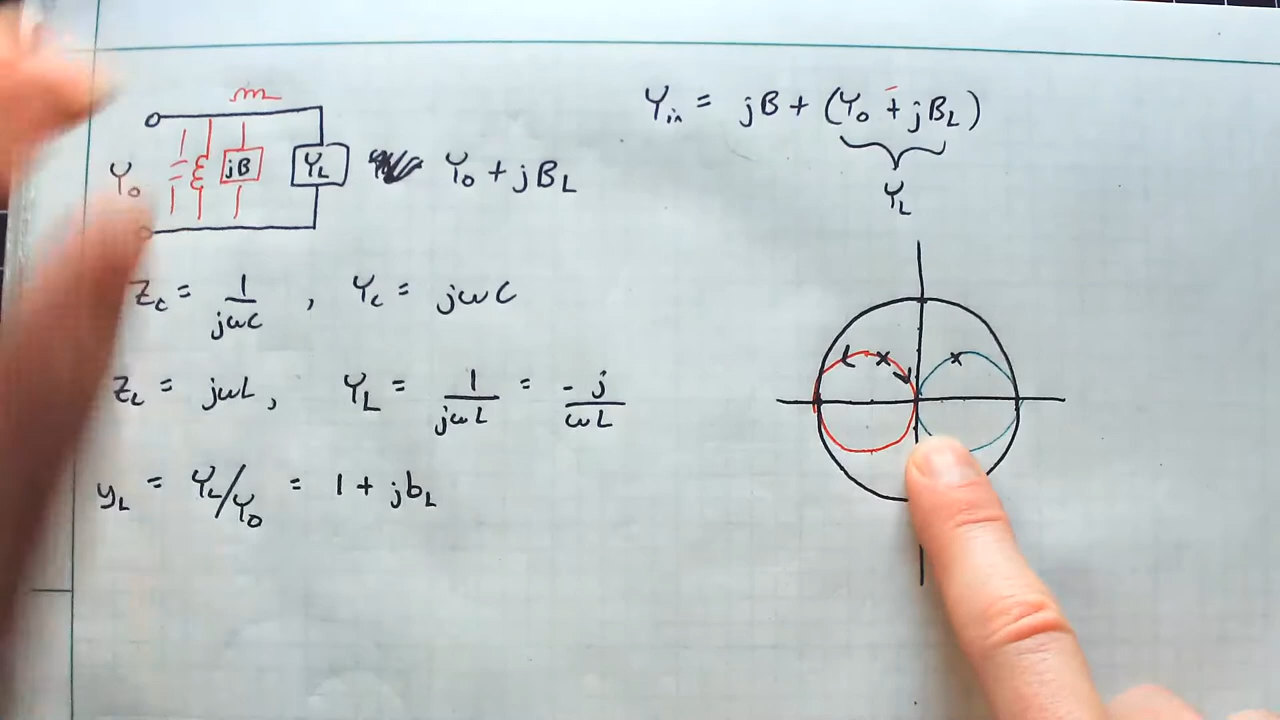 Yin = jB + (Y0 + jBL)
YL
Y0 jB YL Y0 + jBL
Zc = 1/jωC , Yc = jωC
ZL = jωL, YL = 1/jωL = -j/ωL
yL = YL/Y0 = 1 + jbL